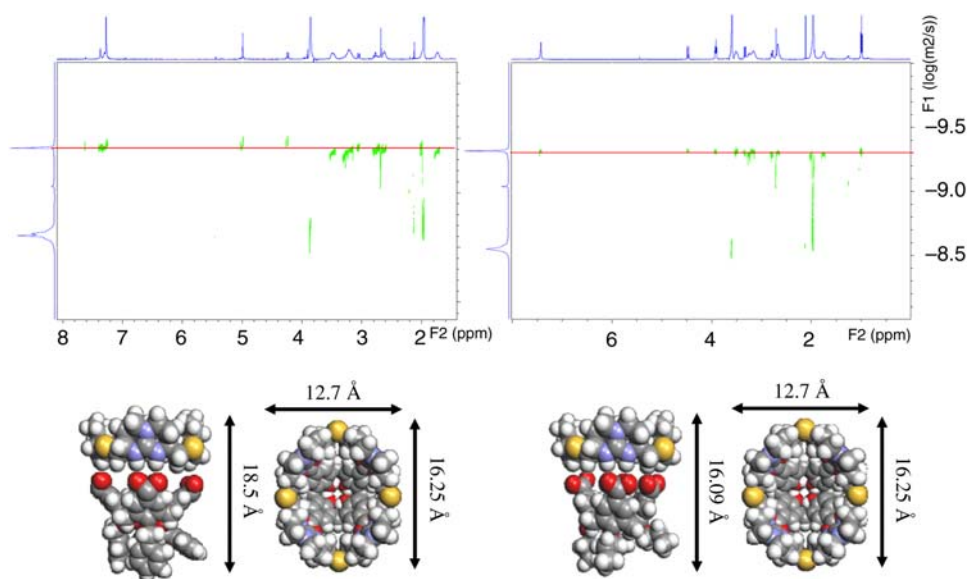 F1 (log(m2/s))
−9.5
−9.0
−8.5
8 7 6 5 4 3 2 F2 (ppm)
6 4 2 F2 (ppm)
12.7 Å 12.7 Å
18.5 Å 16.25 Å 16.09 Å 16.25 Å